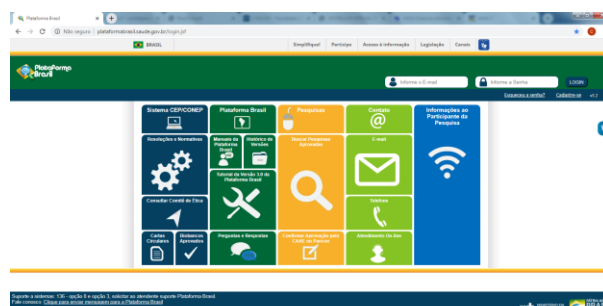 Plataforma Brasil
Não seguro | plataformabrasil.saude.gov.br/login.jsf
BRASIL
Simplifique!
Participe
Acesso à informação
Legislação
Canais
Plataforma
Brasil
Informe o E-mail
Informe a Senha
LOGIN
Esqueceu a senha?
Cadastre-se
v3.2
Sistema CEP/CONEP
Plataforma Brasil
Pesquisas
Contato
Informações ao
Participante da
Pesquisa
Resoluções e Normativas
Manuais da
Plataforma
Brasil
Histórico de
Versões
Buscar Pesquisas
Aprovadas
E-mail
Tutorial da Versão 3.0 da
Plataforma Brasil
Consultar Comitê de Ética
Telefone
Cartas
Circulares
Biobancos
Aprovados
Perguntas e Respostas
Confirmar Aprovação pelo
CAAE ou Parecer
Atendimento On-line
Suporte a sistemas: 136 - opção 8 e opção 3, solicitar ao atendente suporte Plataforma Brasil.
Fale conosco: Clique para enviar mensagem para a Plataforma Brasil